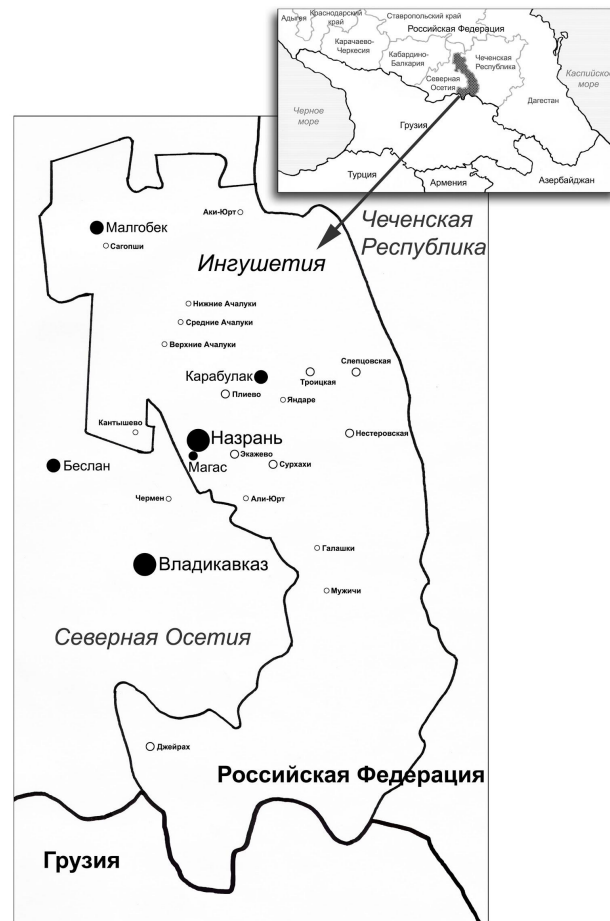 Адыгея
Краснодарский
край
Ставропольский край
Российская Федерация
Карачаево-
Черкесия
Кабардино-
Балкария
Чеченская
Республика
Северная
Осетия
Каспийское
море
Дагестан
Черное
море
Грузия
Турция
Армения
Азербайджан
Аки-Юрт
Чеченская
Республика
Малгобек
Сагопши
Ингушетия
Нижние Ачалуки
Средние Ачалуки
Верхние Ачалуки
Слепцовская
Карабулак
Троицкая
Плиево
Яндаре
Кантышево
Назрань
Нестеровская
Экажево
Магас
Сурхахи
Беслан
Чермен
Али-Юрт
Галашки
Владикавказ
Мужичи
Северная Осетия
Джейрах
Российская Федерация
Грузия